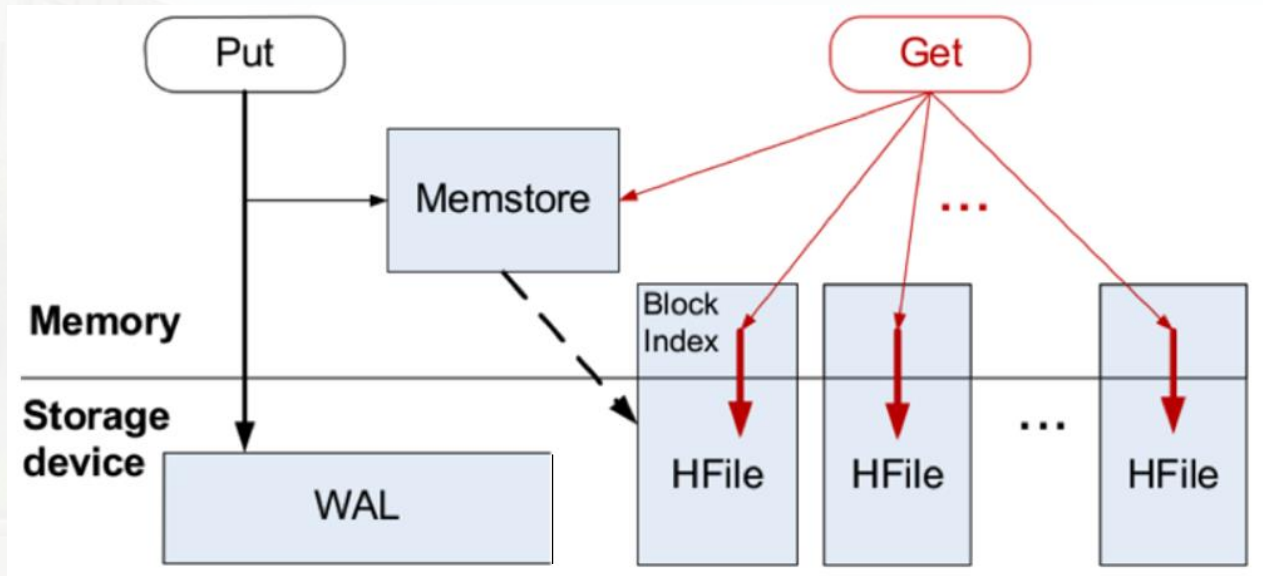 Put
Get
Memstore
...
Block
Index
Memory
Storage
device
...
HFile
HFile
HFile
WAL